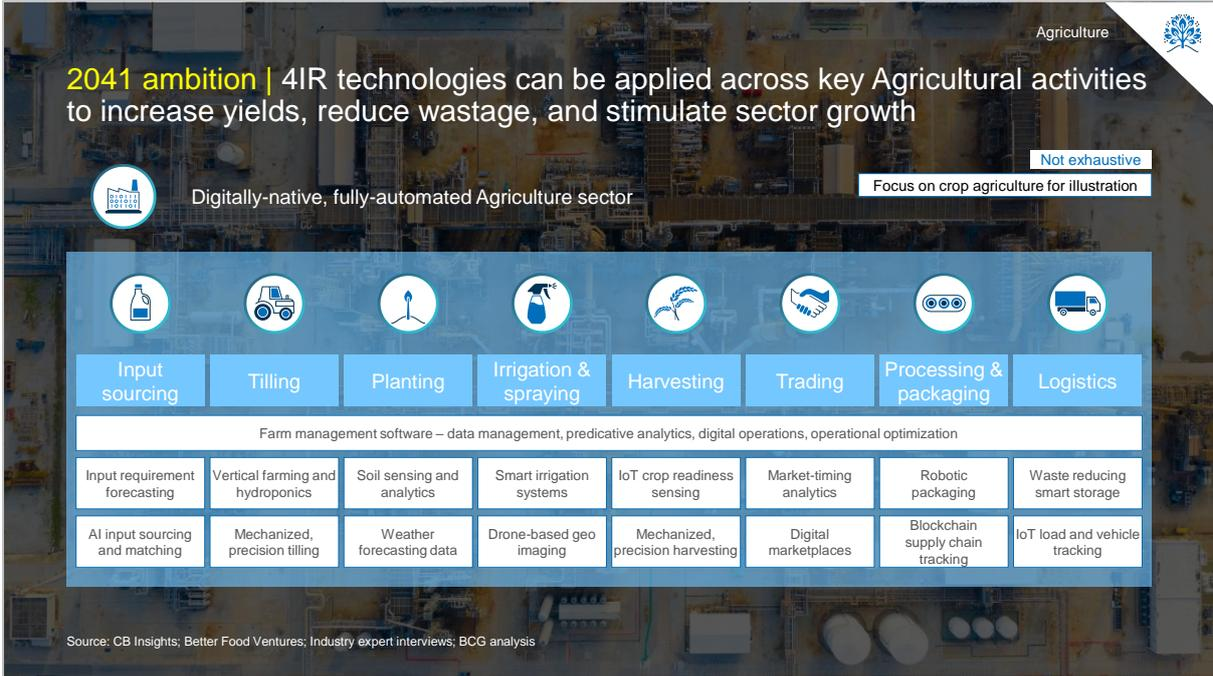 Agriculture
2041 ambition | 4IR technologies can be applied across key Agricultural activities
to increase yields, reduce wastage, and stimulate sector growth
Not exhaustive
Focus on crop agriculture for illustration
Digitally-native, fully-automated Agriculture sector
Input
sourcing
Tilling
Planting
Irrigation &
spraying
Harvesting
Trading
Processing &
packaging
Logistics
Farm management software – data management, predicative analytics, digital operations, operational optimization
Input requirement
forecasting
Vertical farming and
hydroponics
Soil sensing and
analytics
Smart irrigation
systems
IoT crop readiness
sensing
Market-timing
analytics
Robotic
packaging
Waste reducing
smart storage
AI input sourcing
and matching
Mechanized,
precision tilling
Weather
forecasting data
Drone-based geo
imaging
Mechanized,
precision harvesting
Digital
marketplaces
Blockchain
supply chain
tracking
IoT load and vehicle
tracking
Source: CB Insights; Better Food Ventures; Industry expert interviews; BCG analysis